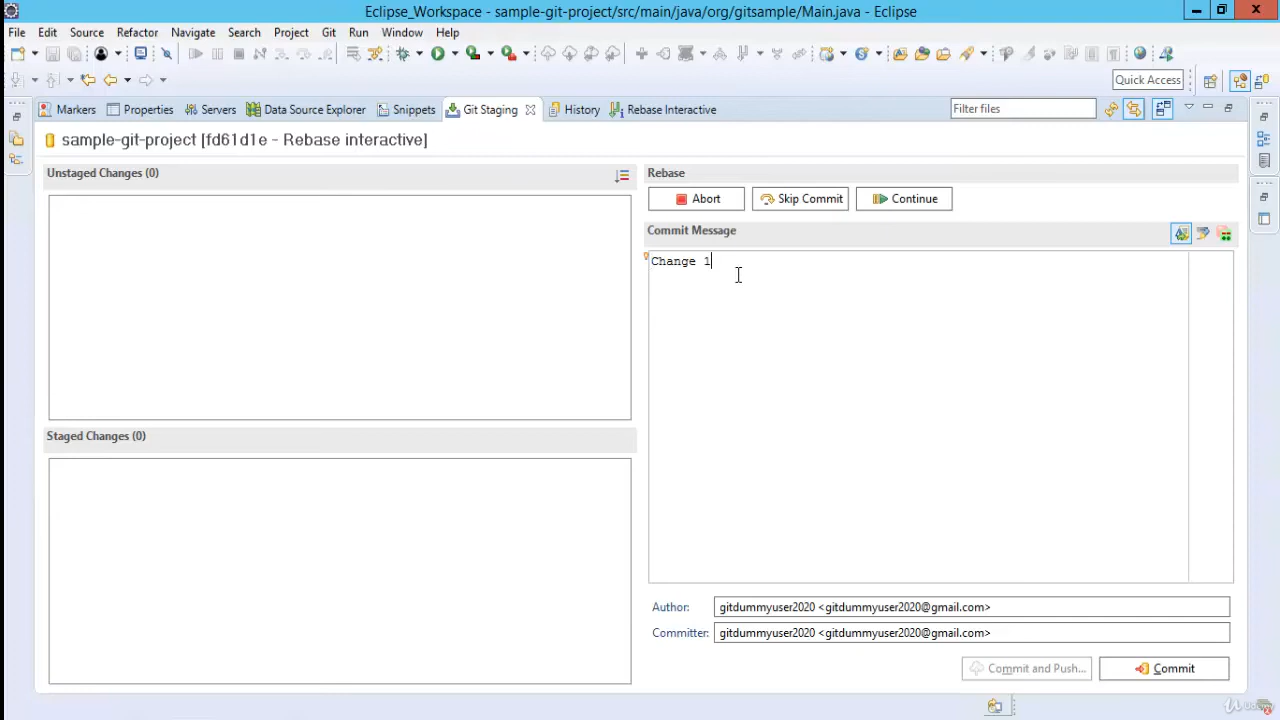 Eclipse_Workspace - sample-git-project/src/main/java/org/gitsample/Main.java - Eclipse
File Edit Source Refactor Navigate Search Project Git Run Window Help
Quick Access
Markers Properties Servers Data Source Explorer Snippets Git Staging History Rebase Interactive Filter files
sample-git-project [fd61d1e - Rebase interactive]
Unstaged Changes (0)
Rebase
Abort Skip Commit Continue
Commit Message
Change 1
Staged Changes (0)
Author: gitdummyuser2020 <gitdummyuser2020@gmail.com>
Committer: gitdummyuser2020 <gitdummyuser2020@gmail.com>
Commit and Push... Commit
Udemy